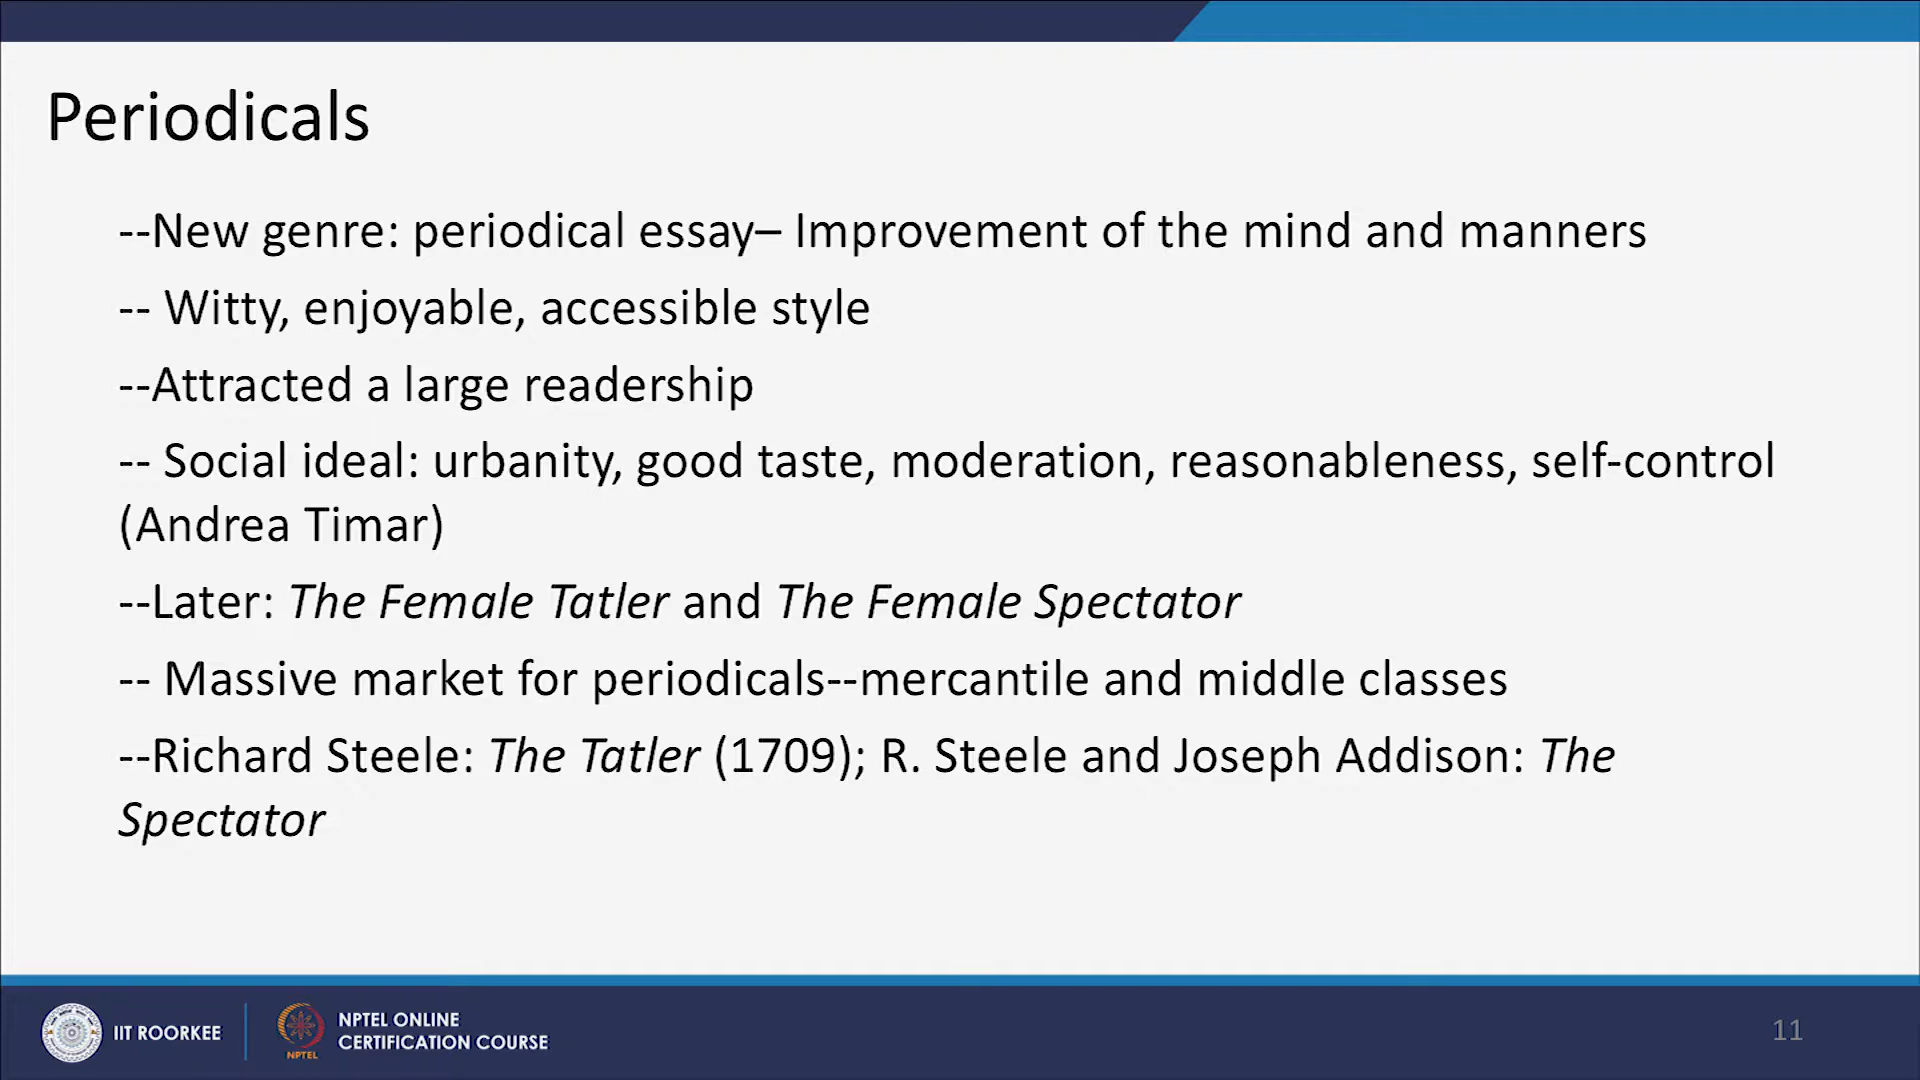 Periodicals
--New genre: periodical essay– Improvement of the mind and manners
-- Witty, enjoyable, accessible style
--Attracted a large readership
-- Social ideal: urbanity, good taste, moderation, reasonableness, self-control
(Andrea Timar)
--Later: The Female Tatler and The Female Spectator
-- Massive market for periodicals--mercantile and middle classes
--Richard Steele: The Tatler (1709); R. Steele and Joseph Addison: The
Spectator
IIT ROORKEE
NPTEL
NPTEL ONLINE
CERTIFICATION COURSE
11